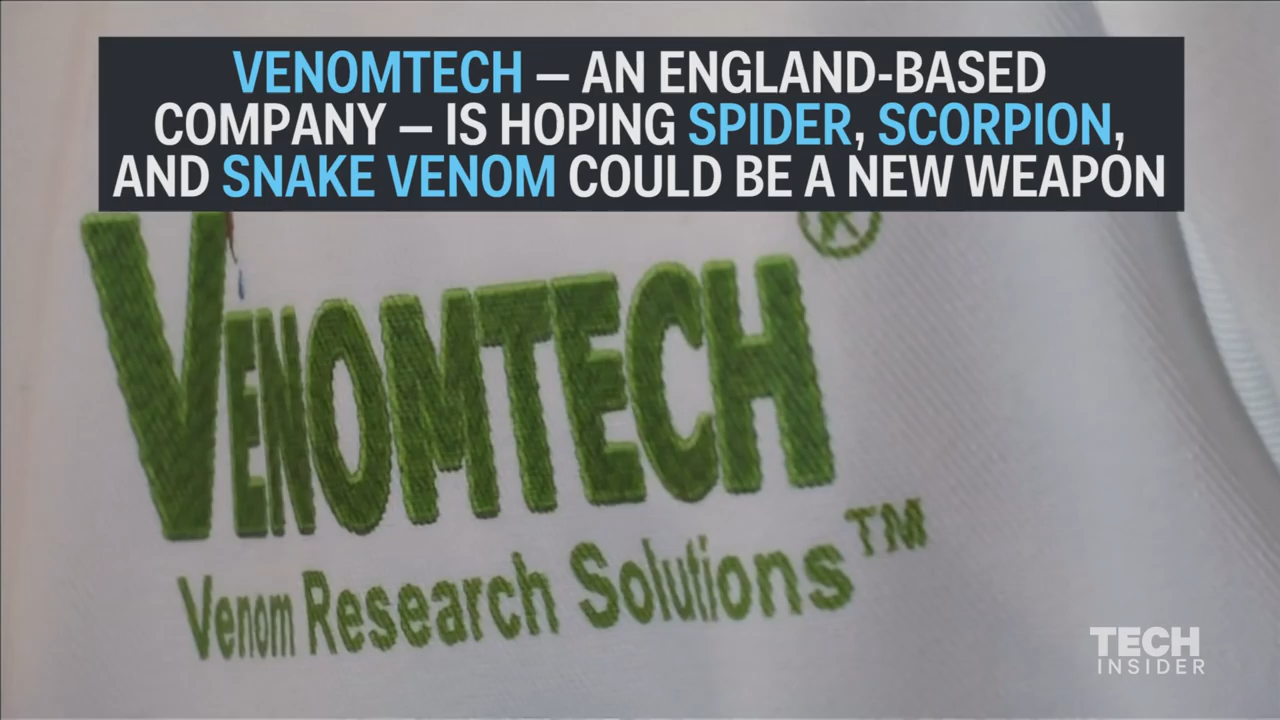 VENOMTECH – AN ENGLAND-BASED
COMPANY – IS HOPING SPIDER, SCORPION,
AND SNAKE VENOM COULD BE A NEW WEAPON
VENOMTECH®
Venom Research Solutions™
TECH
INSIDER